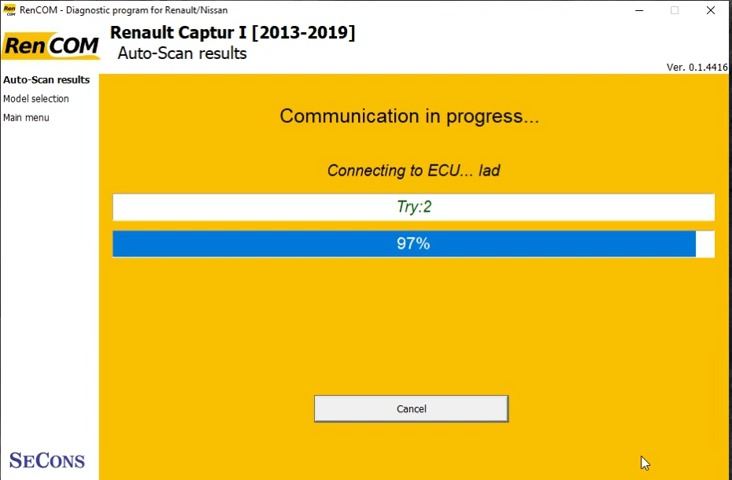 RenCOM - Diagnostic program for Renault/Nissan
RenCOM
Renault Captur I [2013-2019]
Auto-Scan results
Ver. 0.1.4416
Auto-Scan results
Model selection
Main menu
Communication in progress...
Connecting to ECU... lad
Try:2
97%
Cancel
SECONS